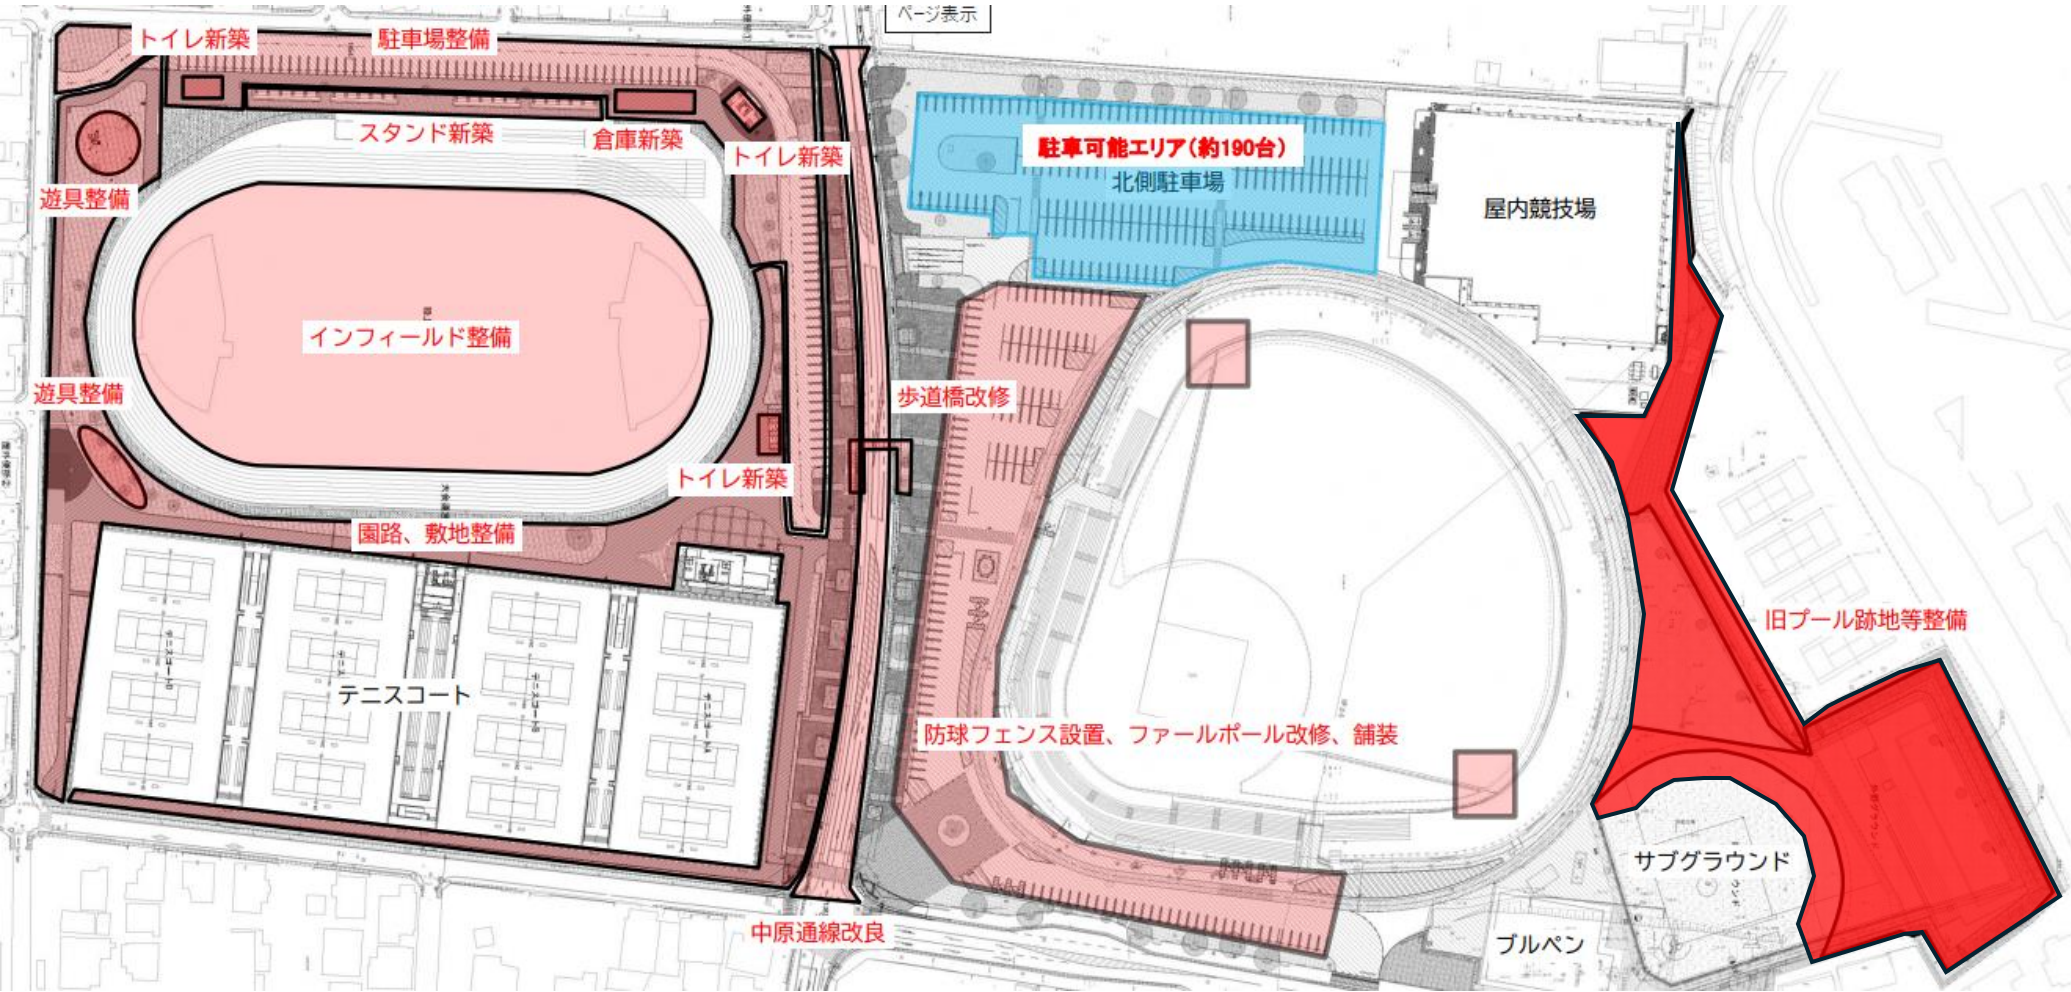 ページ表示
トイレ新築
駐車場整備
スタンド新築
倉庫新築
トイレ新築
駐車可能エリア(約190台)
北側駐車場
屋内競技場
遊具整備
インフィールド整備
遊具整備
歩道橋改修
トイレ新築
園路、敷地整備
旧プール跡地等整備
テニスコート
防球フェンス設置、ファールポール改修、舗装
サブグラウンド
中原通線改良
ブルペン